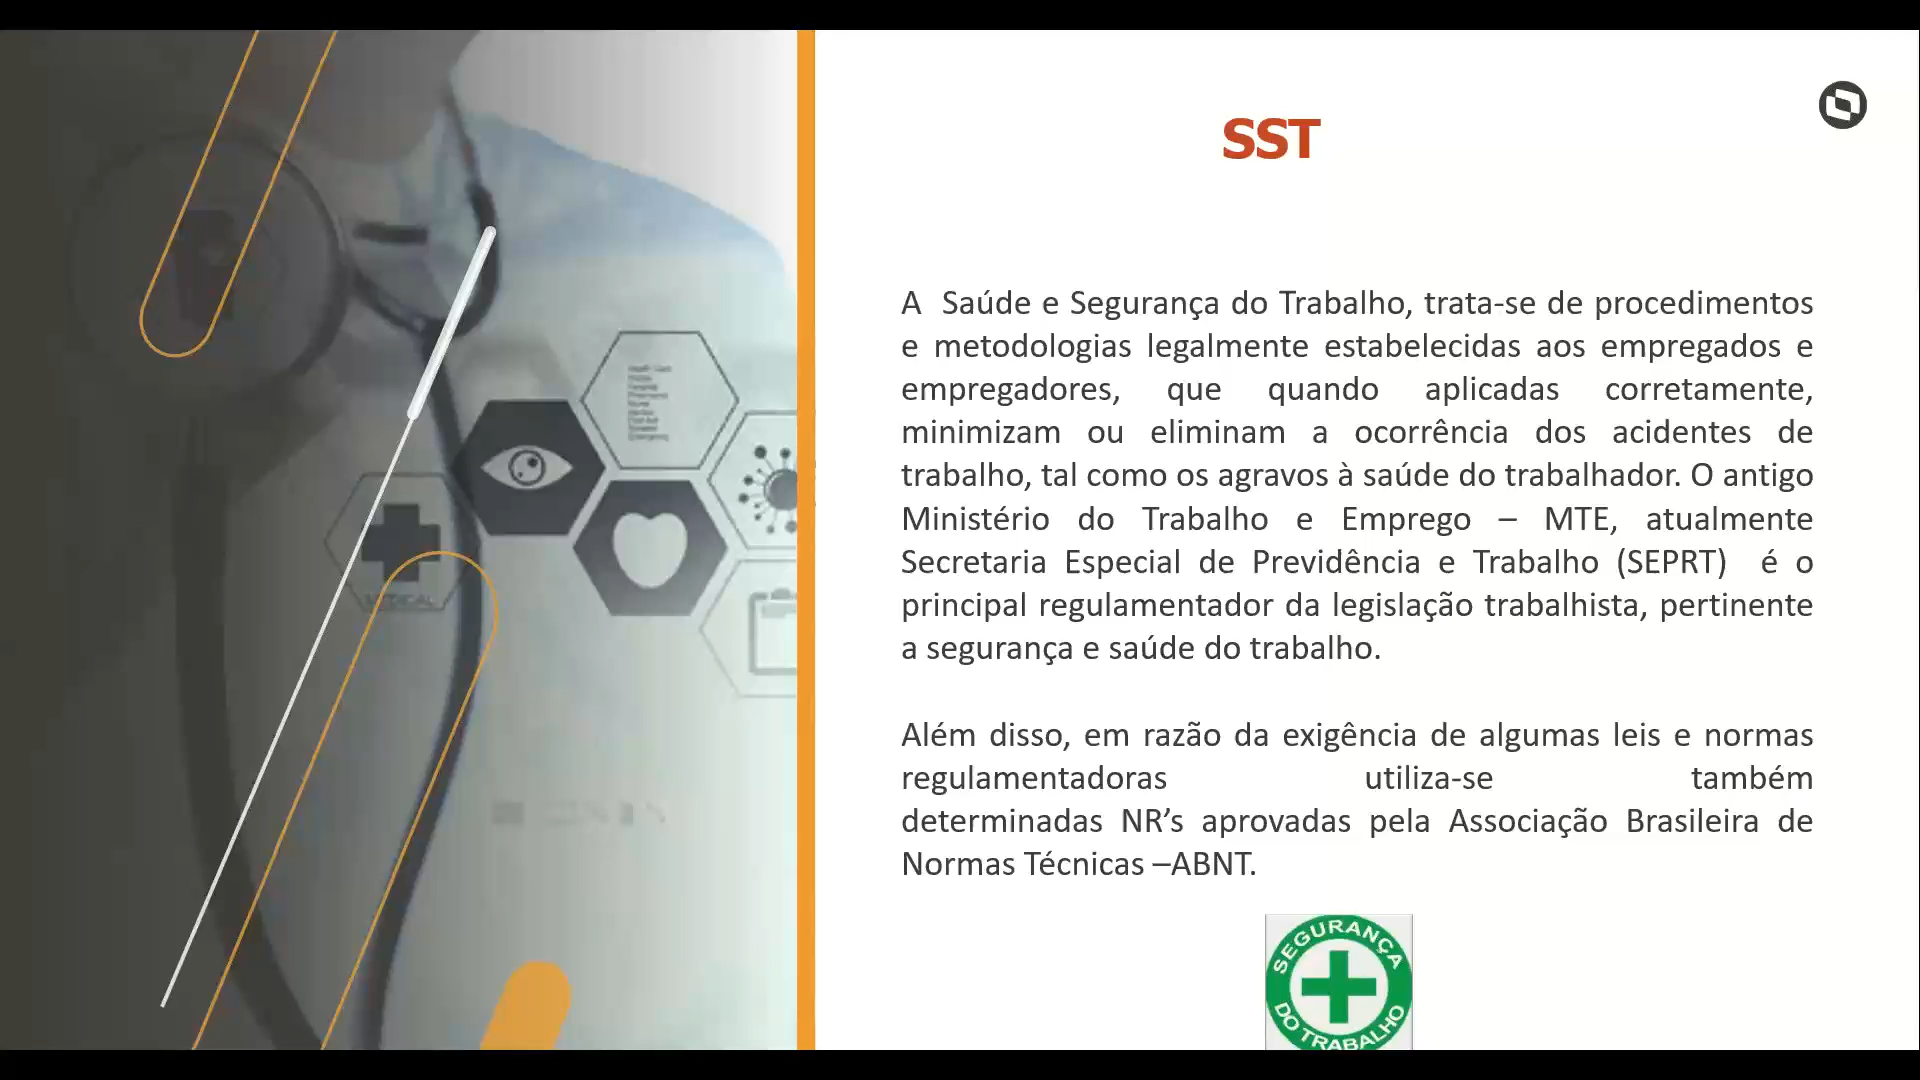 SST
A Saúde e Segurança do Trabalho, trata-se de procedimentos
e metodologias legalmente estabelecidas aos empregados e
empregadores, que quando aplicadas corretamente,
minimizam ou eliminam a ocorrência dos acidentes de
trabalho, tal como os agravos à saúde do trabalhador. O antigo
Ministério do Trabalho e Emprego – MTE, atualmente
Secretaria Especial de Previdência e Trabalho (SEPRT) é o
principal regulamentador da legislação trabalhista, pertinente
a segurança e saúde do trabalho.
Além disso, em razão da exigência de algumas leis e normas
regulamentadoras utiliza-se também
determinadas NR’s aprovadas pela Associação Brasileira de
Normas Técnicas –ABNT.
SEGURANÇA
DO TRABALHO
MEDICAL